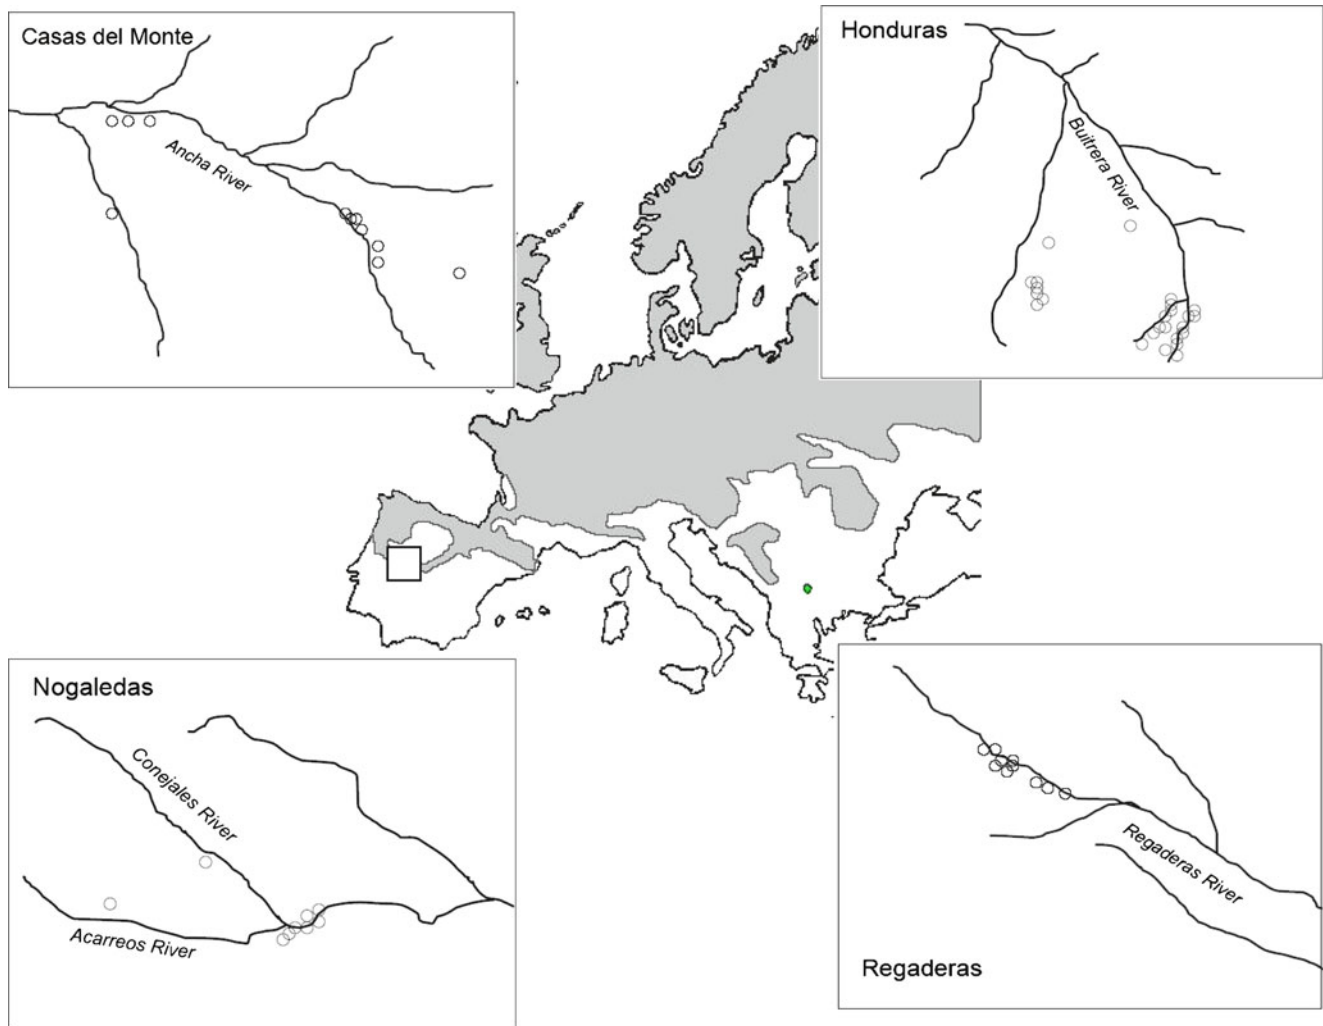 Casas del Monte
Ancha River
Honduras
Buitrera River
Nogaledas
Conejales River
Acarreos River
Regaderas River
Regaderas